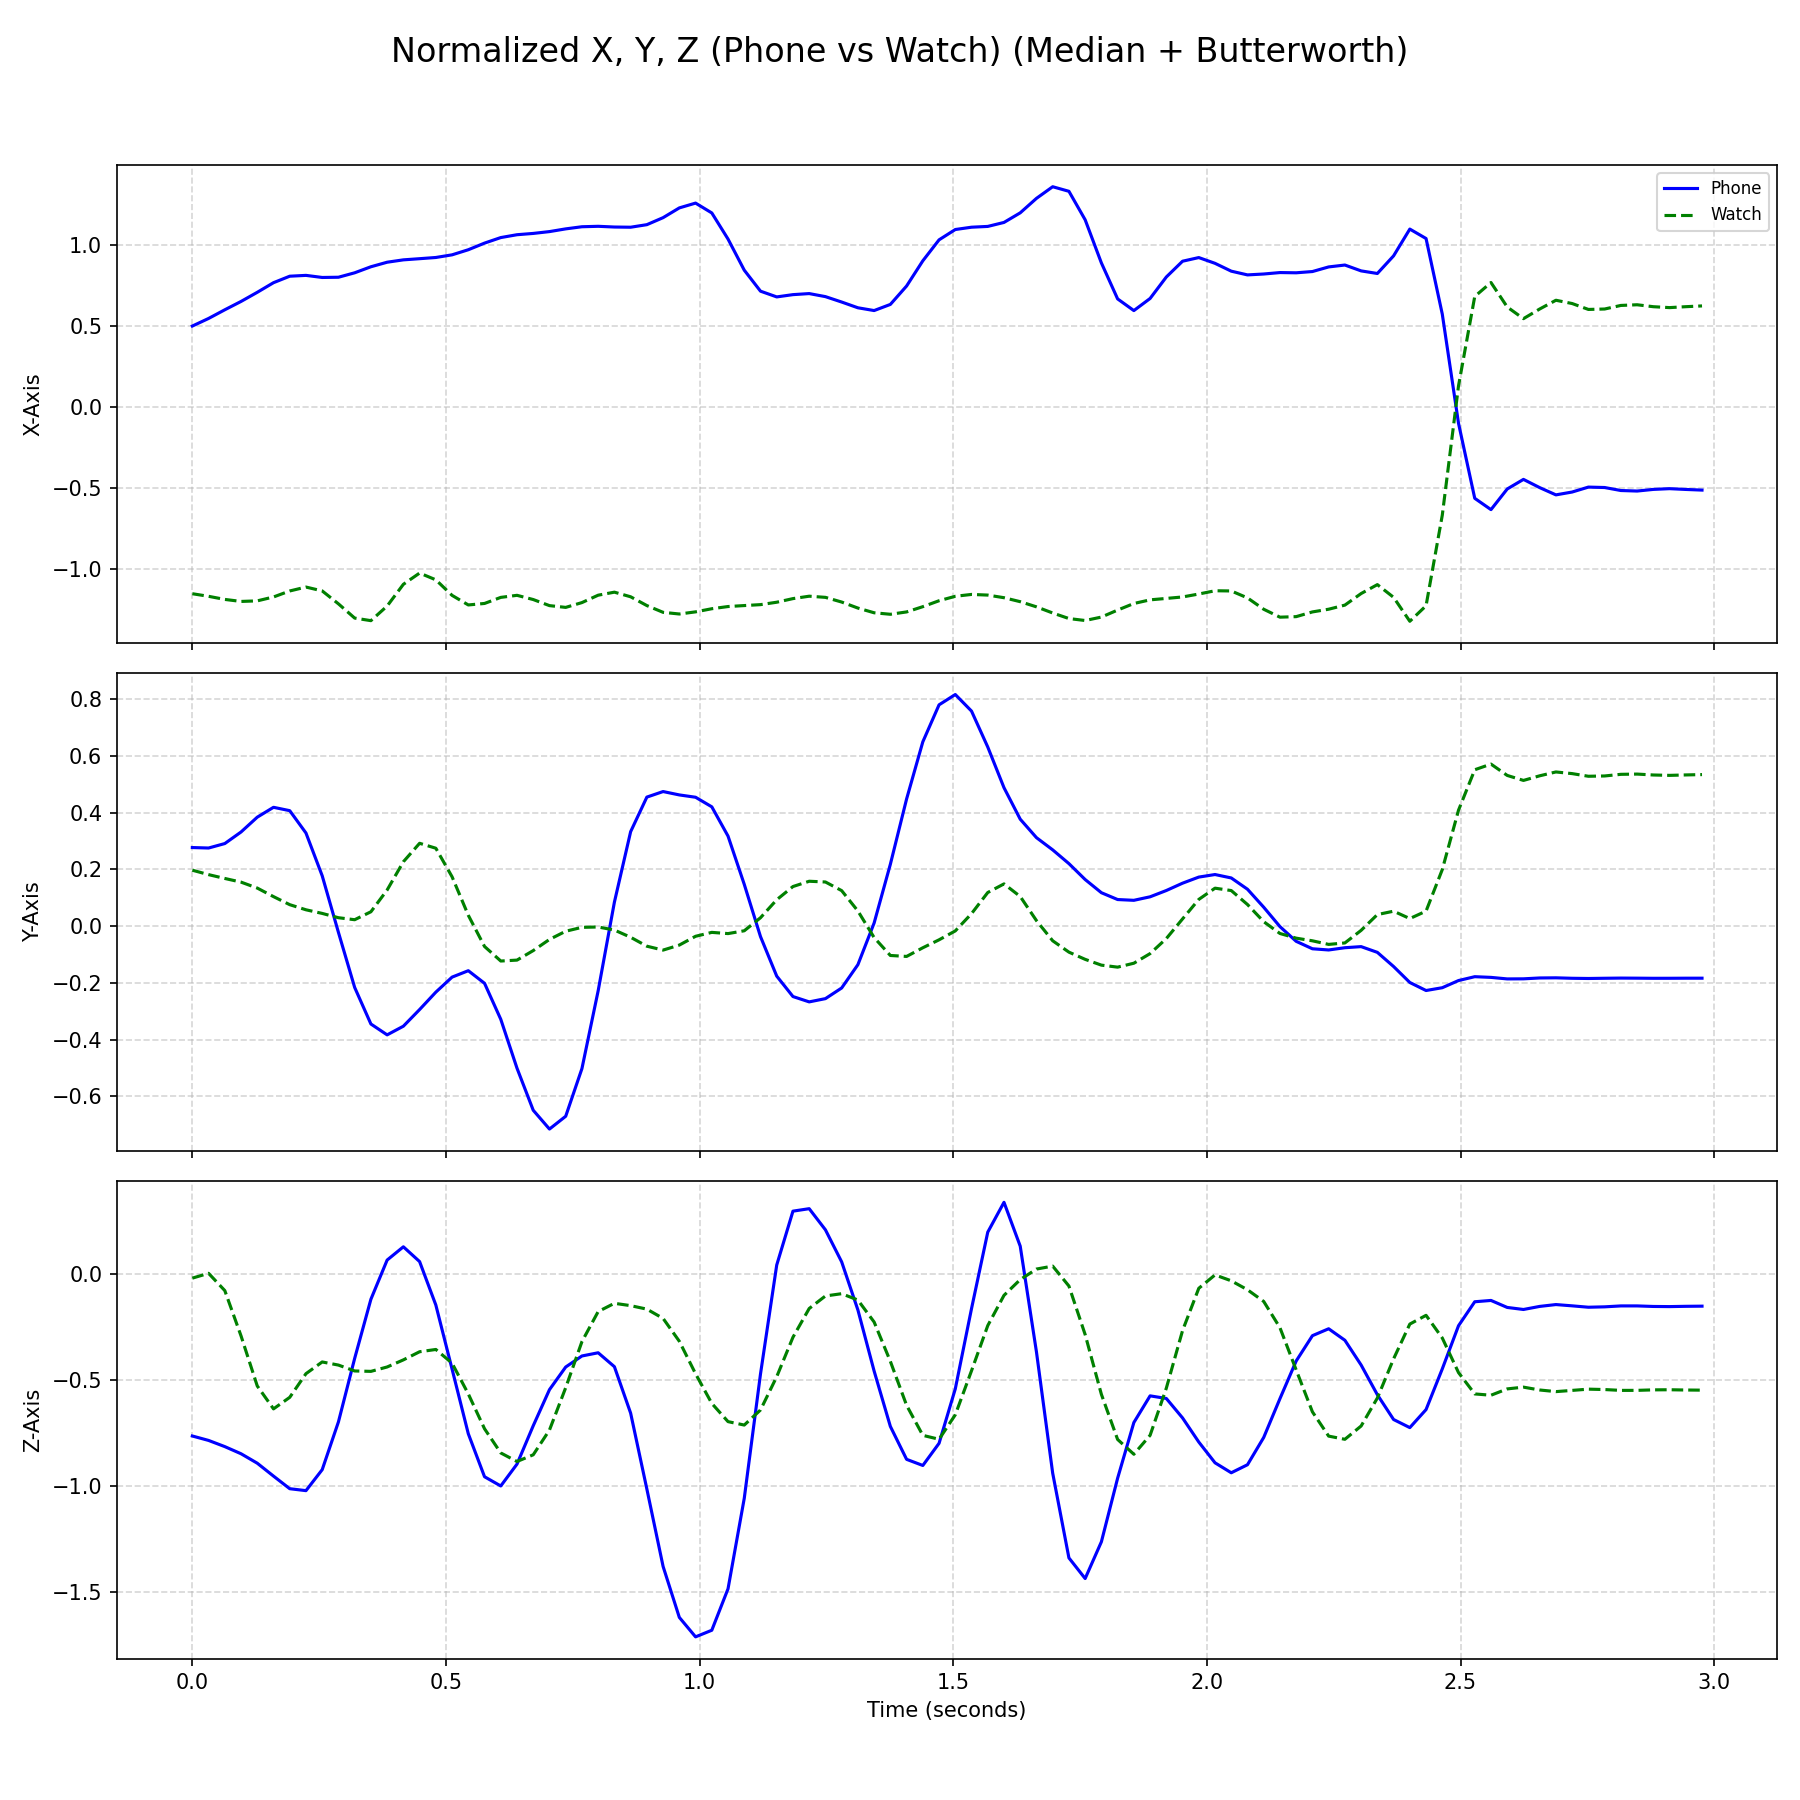 Normalized X, Y, Z (Phone vs Watch) (Median + Butterworth)
Phone
Watch
X-Axis
1.0
0.5
0.0
−0.5
−1.0
Y-Axis
0.8
0.6
0.4
0.2
0.0
−0.2
−0.4
−0.6
Z-Axis
0.0
−0.5
−1.0
−1.5
0.0 0.5 1.0 1.5 2.0 2.5 3.0
Time (seconds)